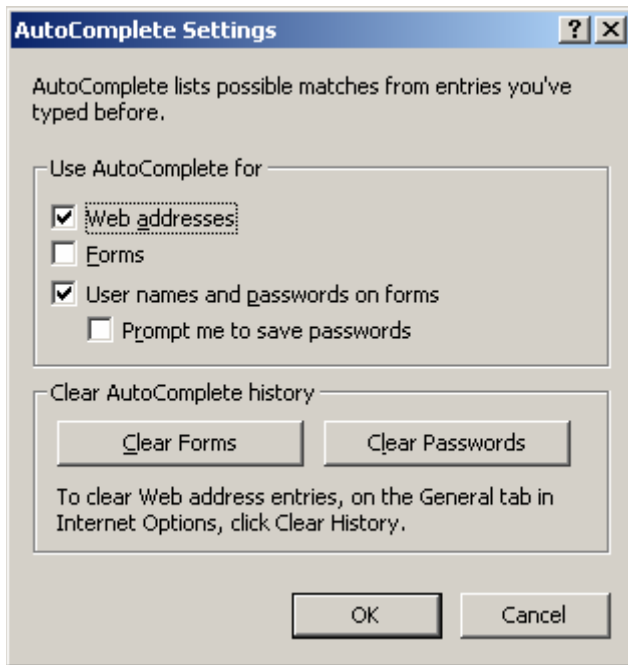 AutoComplete Settings
AutoComplete lists possible matches from entries you've
typed before.
Use AutoComplete for
Web addresses
Forms
User names and passwords on forms
Prompt me to save passwords
Clear AutoComplete history
Clear Forms
Clear Passwords
To clear Web address entries, on the General tab in
Internet Options, click Clear History.
OK
Cancel